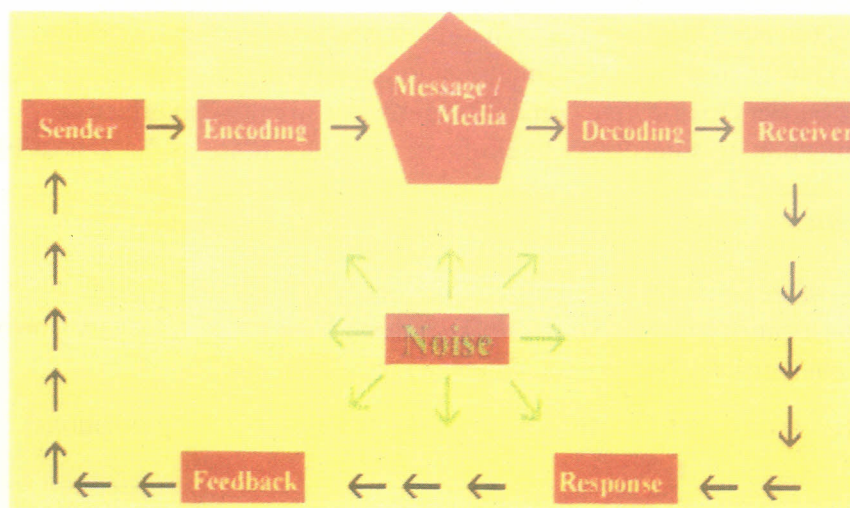 Sender
Encoding
Message /
Media
Decoding
Receiver
Noise
Feedback
Response